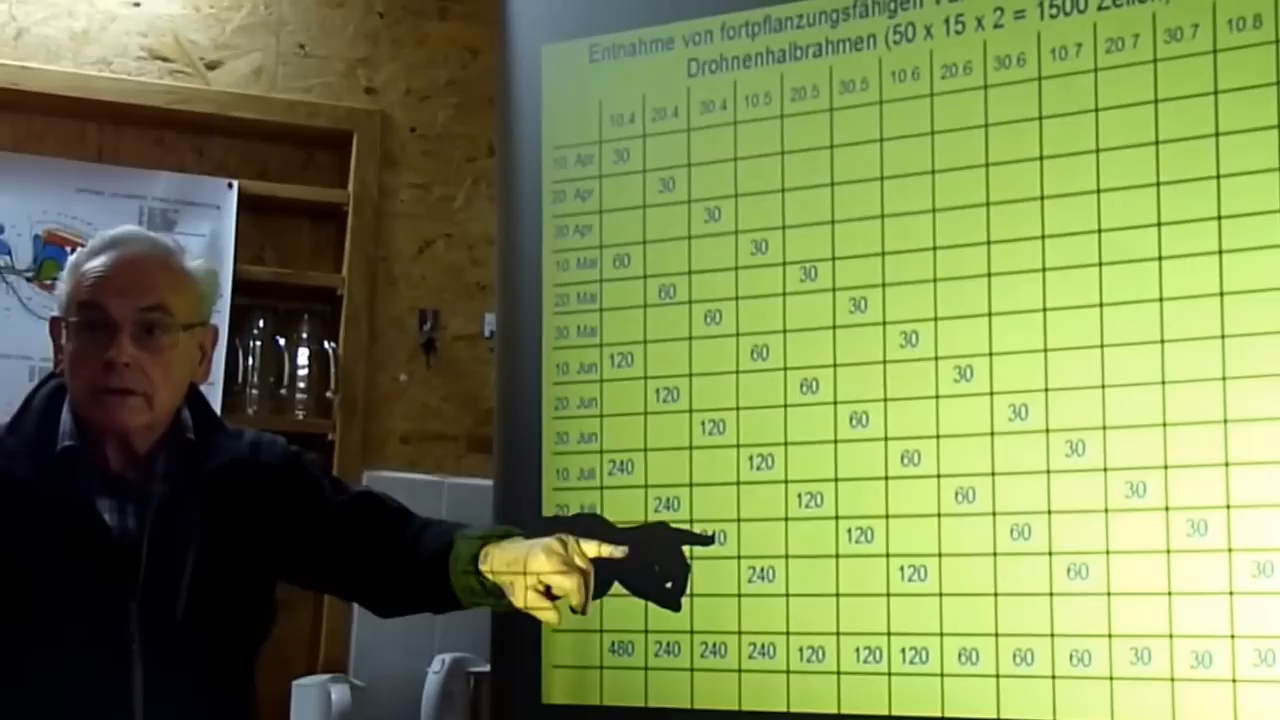 Entnahme von fortpflanzungsfähigen
Drohnenhalbrahmen (50 x 15 x 2 = 1500 Zellen)
10.4 20.4 30.4 10.5 20.5 30.5 10.6 20.6 30.6 10.7 20.7 30.7 10.8
10. Apr 30
20. Apr 30
30. Apr 30
10. Mai 60 30
20. Mai 60 30
30. Mai 60 30
10. Jun 120 60 30
20. Jun 120 60 30
30. Jun 120 60 30
10. Juli 240 120 60 30
20. Juli 240 120 60 30
120 60 30
240 120 60 30
480 240 240 240 120 120 120 60 60 60 30 30 30